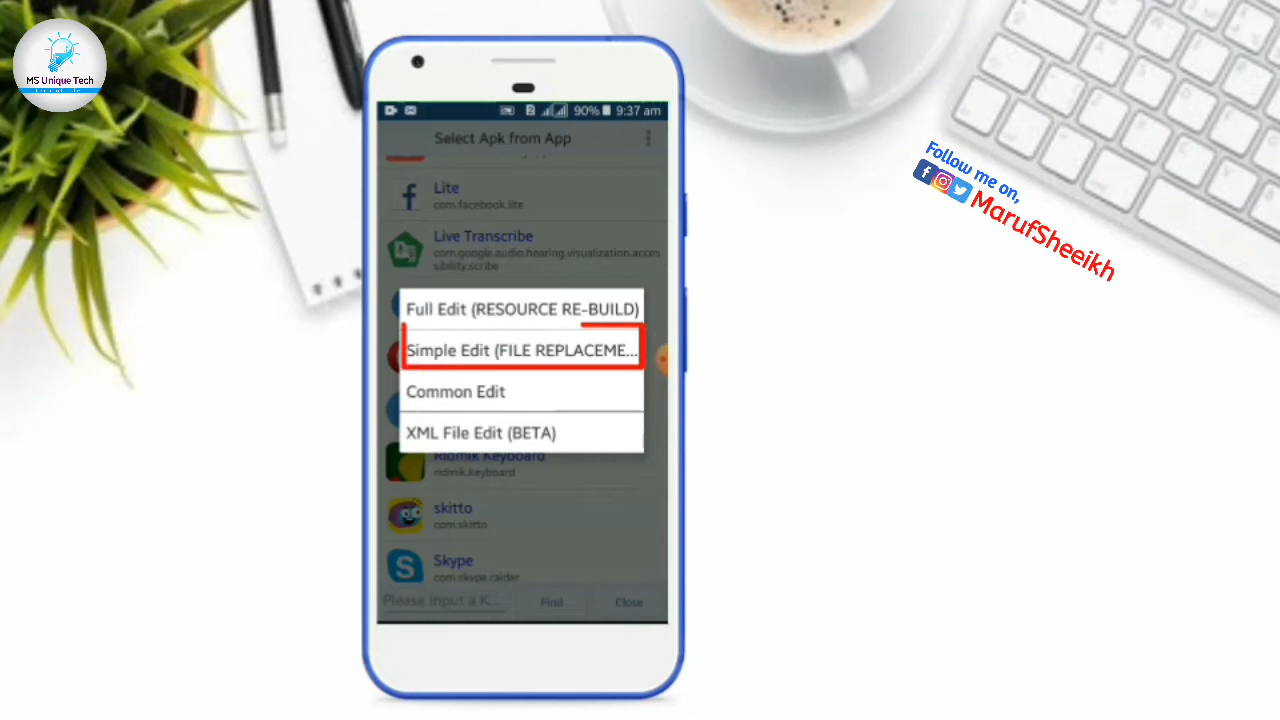 MS Unique Tech
90% 9:37 am
Select Apk from App
Lite
com.facebook.lite
Live Transcribe
com.google.audio.hearing.visualization.acces
sibility.scribe
Full Edit (RESOURCE RE-BUILD)
Simple Edit (FILE REPLACEME...
Common Edit
XML File Edit (BETA)
Ridmik Keyboard
ridmik.keyboard
skitto
com.skitto
Skype
com.skype.raider
Please Input a K...
Find
Close
Follow me on,
MarufSheeikh